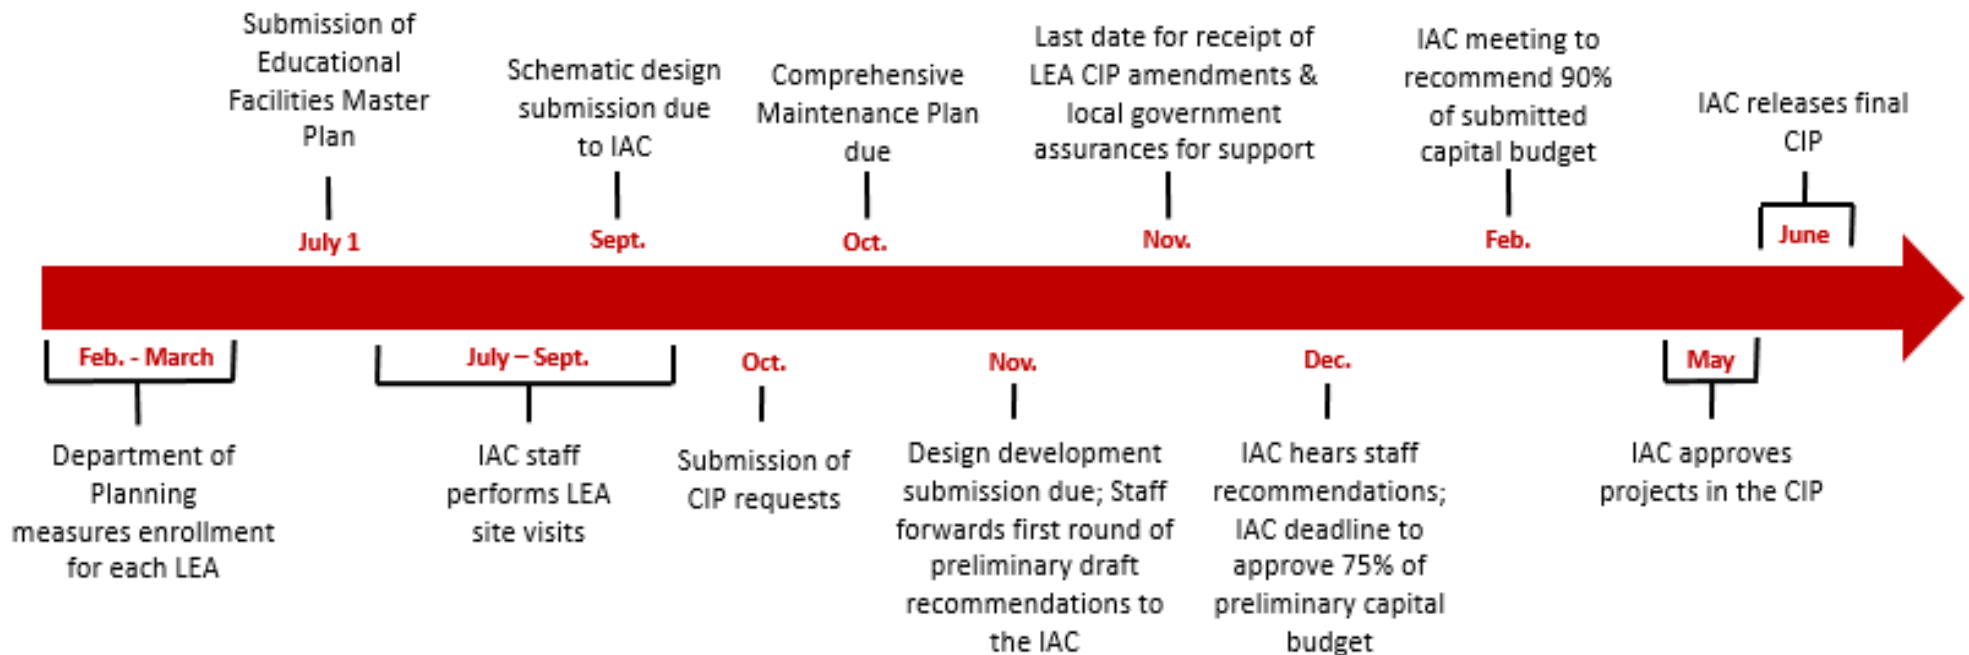 Submission of
Educational
Facilities Master
Plan
July 1
Schematic design
submission due
to IAC
Sept.
Comprehensive
Maintenance Plan
due
Oct.
Last date for receipt of
LEA CIP amendments &
local government
assurances for support
Nov.
IAC meeting to
recommend 90%
of submitted
capital budget
Feb.
IAC releases final
CIP
June
Feb. - March
Department of
Planning
measures enrollment
for each LEA
July – Sept.
IAC staff
performs LEA
site visits
Oct.
Submission of
CIP requests
Nov.
Design development
submission due; Staff
forwards first round of
preliminary draft
recommendations to
the IAC
Dec.
IAC hears staff
recommendations;
IAC deadline to
approve 75% of
preliminary capital
budget
May
IAC approves
projects in the CIP